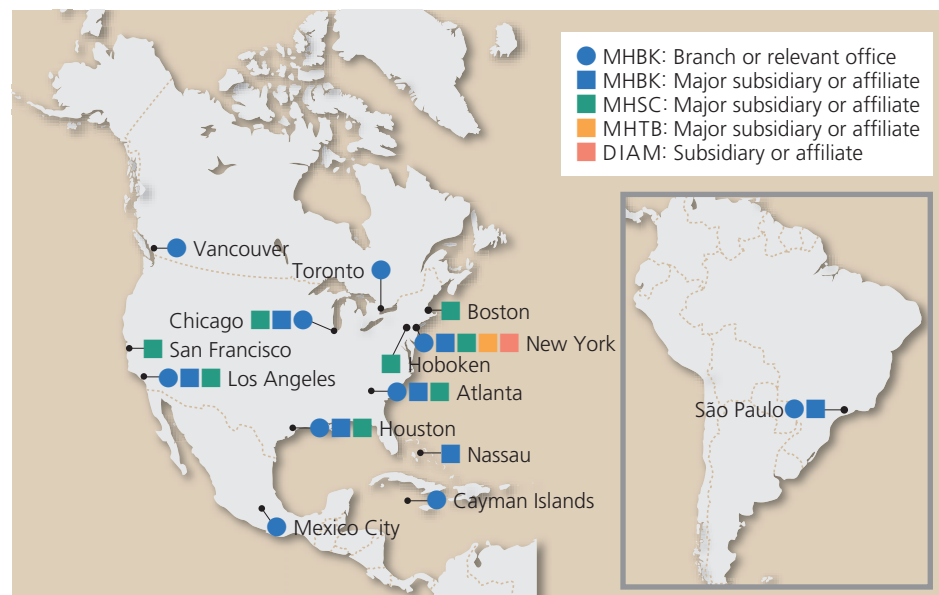 MHBK: Branch or relevant office
MHBK: Major subsidiary or affiliate
MHSC: Major subsidiary or affiliate
MHTB: Major subsidiary or affiliate
DIAM: Subsidiary or affiliate
Vancouver
Toronto
Boston
Chicago
New York
San Francisco
Hoboken
Los Angeles
Atlanta
Houston
Nassau
Cayman Islands
Mexico City
São Paulo